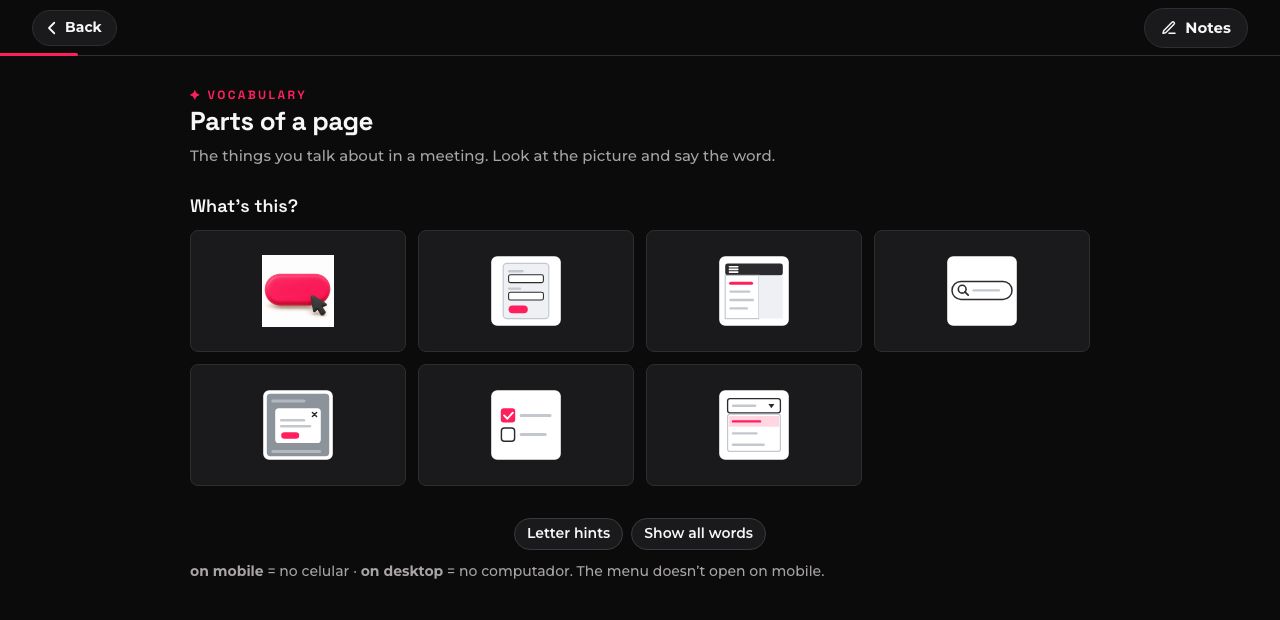 Back
Notes
VOCABULARY
Parts of a page
The things you talk about in a meeting. Look at the picture and say the word.
What's this?
Letter hints
Show all words
on mobile = no celular · on desktop = no computador. The menu doesn't open on mobile.